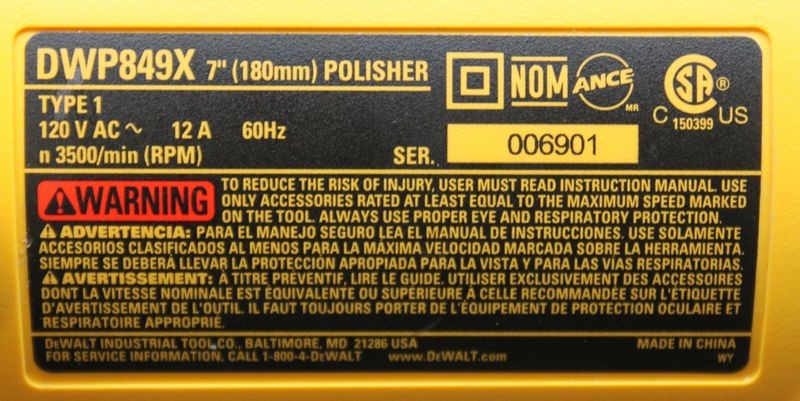 DWP849X 7" (180mm) POLISHER
TYPE 1
120 V AC ~ 12 A 60Hz
n 3500/min (RPM)
SER. 006901
NOM ANCE MR
SA ®
C 150399 US
WARNING TO REDUCE THE RISK OF INJURY, USER MUST READ INSTRUCTION MANUAL. USE
ONLY ACCESSORIES RATED AT LEAST EQUAL TO THE MAXIMUM SPEED MARKED
ON THE TOOL. ALWAYS USE PROPER EYE AND RESPIRATORY PROTECTION.
ADVERTENCIA: PARA EL MANEJO SEGURO LEA EL MANUAL DE INSTRUCCIONES. USE SOLAMENTE
ACCESORIOS CLASIFICADOS AL MENOS PARA LA MÁXIMA VELOCIDAD MARCADA SOBRE LA HERRAMIENTA.
SIEMPRE SE DEBERÁ LLEVAR LA PROTECCIÓN APROPIADA PARA LA VISTA Y PARA LAS VÍAS RESPIRATORIAS.
AVERTISSEMENT: À TITRE PRÉVENTIF, LIRE LE GUIDE. UTILISER EXCLUSIVEMENT DES ACCESSOIRES
DONT LA VITESSE NOMINALE EST ÉQUIVALENTE OU SUPÉRIEURE À CELLE RECOMMANDÉE SUR L'ÉTIQUETTE
D'AVERTISSEMENT DE L'OUTIL. IL FAUT TOUJOURS PORTER DE L'ÉQUIPEMENT DE PROTECTION OCULAIRE ET
RESPIRATOIRE APPROPRIÉ.
DEWALT INDUSTRIAL TOOL CO., BALTIMORE, MD 21286 USA MADE IN CHINA
FOR SERVICE INFORMATION, CALL 1-800-4-DEWALT www.DEWALT.com WY